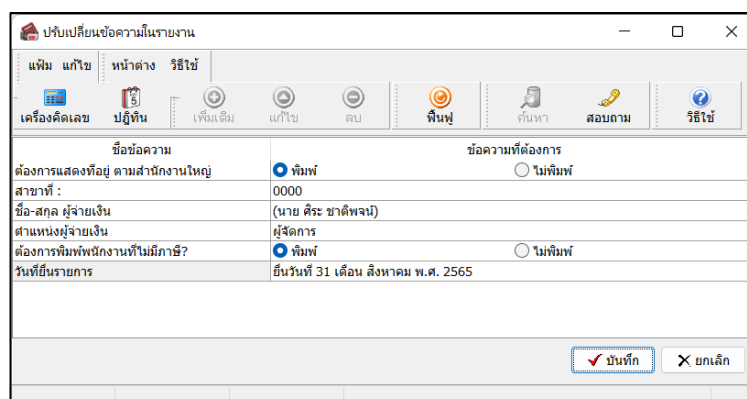 ปรับเปลี่ยนข้อความในรายงาน
แฟ้ม แก้ไข หน้าต่าง วิธีใช้
5
เครื่องคิดเลข ปฏิทิน เพิ่มเติม แก้ไข ลบ ฟื้นฟู ค้นหา สอบถาม วิธีใช้
ชื่อข้อความ ข้อความที่ต้องการ
ต้องการแสดงที่อยู่ ตามสำนักงานใหญ่ พิมพ์ ไม่พิมพ์
สาขาที่ : 0000
ชื่อ-สกุล ผู้จ่ายเงิน (นาย ศิระ ชาติพจน์)
ตำแหน่งผู้จ่ายเงิน ผู้จัดการ
ต้องการพิมพ์พนักงานที่ไม่มีภาษี? พิมพ์ ไม่พิมพ์
วันที่ยื่นรายการ ยื่นวันที่ 31 เดือน สิงหาคม พ.ศ. 2565
บันทึก ยกเลิก